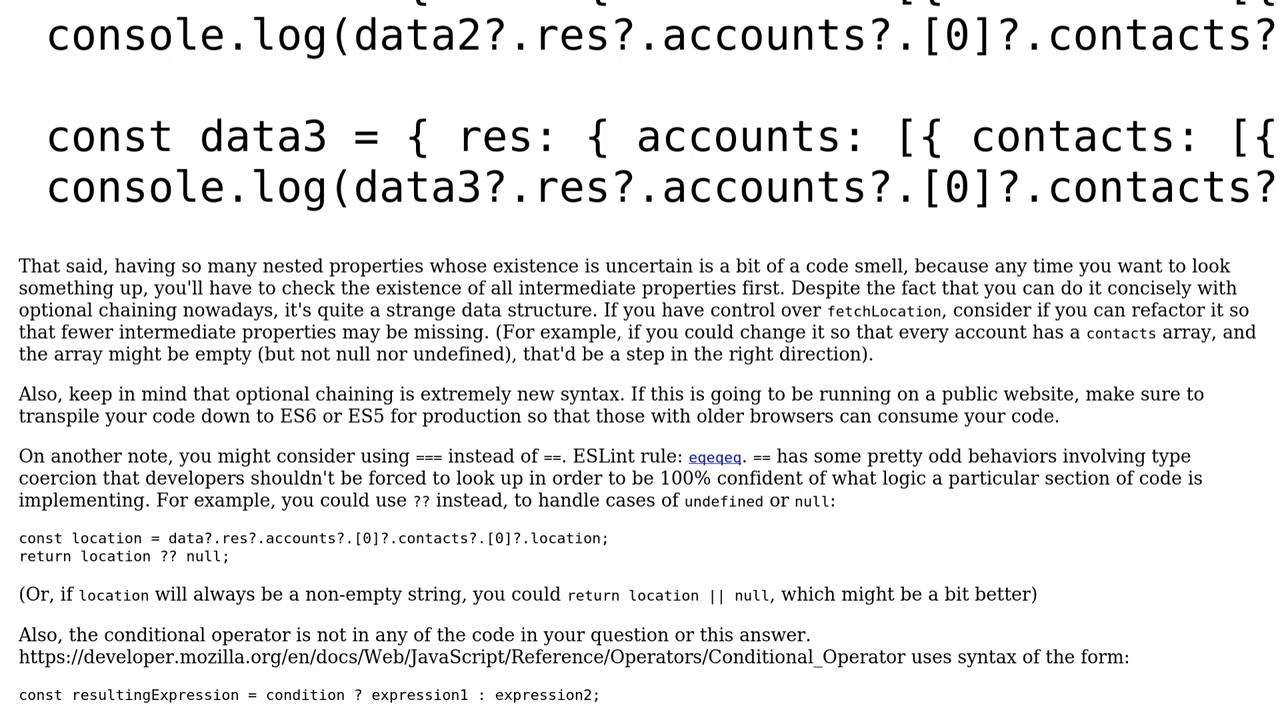 console.log(data2?.res?.accounts?.[0]?.contacts?
const data3 = { res: { accounts: [{ contacts: [{
console.log(data3?.res?.accounts?.[0]?.contacts?
That said, having so many nested properties whose existence is uncertain is a bit of a code smell, because any time you want to look
something up, you'll have to check the existence of all intermediate properties first. Despite the fact that you can do it concisely with
optional chaining nowadays, it's quite a strange data structure. If you have control over fetchLocation, consider if you can refactor it so
that fewer intermediate properties may be missing. (For example, if you could change it so that every account has a contacts array, and
the array might be empty (but not null nor undefined), that'd be a step in the right direction).
Also, keep in mind that optional chaining is extremely new syntax. If this is going to be running on a public website, make sure to
transpile your code down to ES6 or ES5 for production so that those with older browsers can consume your code.
On another note, you might consider using === instead of ==. ESLint rule: eqeqeq. == has some pretty odd behaviors involving type
coercion that developers shouldn't be forced to look up in order to be 100% confident of what logic a particular section of code is
implementing. For example, you could use ?? instead, to handle cases of undefined or null:
const location = data?.res?.accounts?.[0]?.contacts?.[0]?.location;
return location ?? null;
(Or, if location will always be a non-empty string, you could return location || null, which might be a bit better)
Also, the conditional operator is not in any of the code in your question or this answer.
https://developer.mozilla.org/en/docs/Web/JavaScript/Reference/Operators/Conditional_Operator uses syntax of the form:
const resultingExpression = condition ? expression1 : expression2;